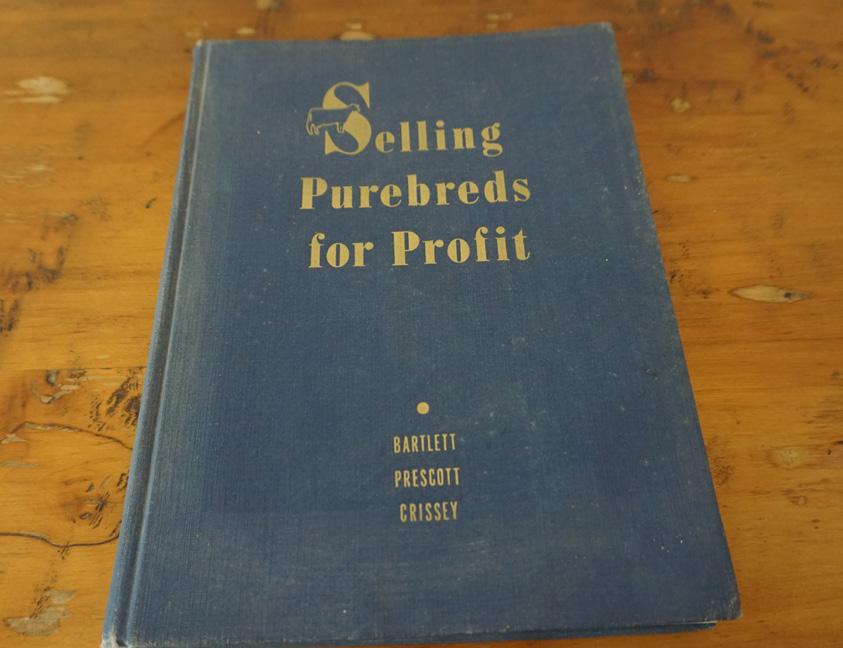 Selling
Purebreds
for Profit
BARTLETT
PRESCOTT
CRISSEY